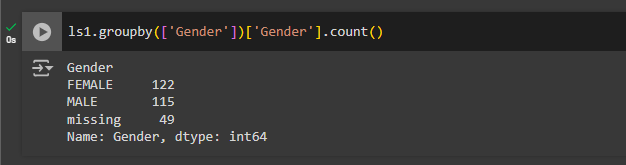 ls1.groupby(['Gender'])['Gender'].count()
0s
Gender
FEMALE 122
MALE 115
missing 49
Name: Gender, dtype: int64